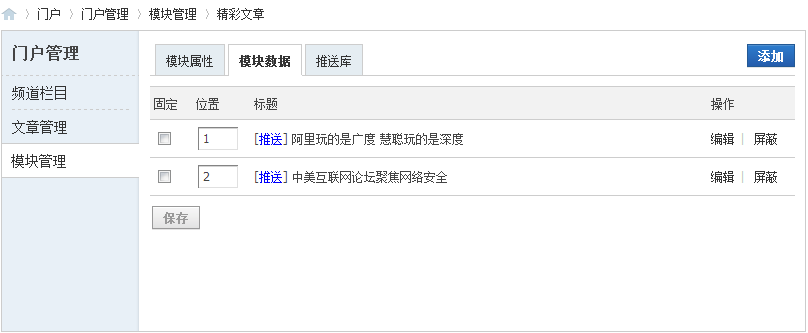 门户 > 门户管理 > 模块管理 > 精彩文章
门户管理
频道栏目
文章管理
模块管理
模块属性 模块数据 推送库 添加
固定 位置 标题 操作
1 [推送] 阿里玩的是广度 慧聪玩的是深度 编辑 | 屏蔽
2 [推送] 中美互联网论坛聚焦网络安全 编辑 | 屏蔽
保存